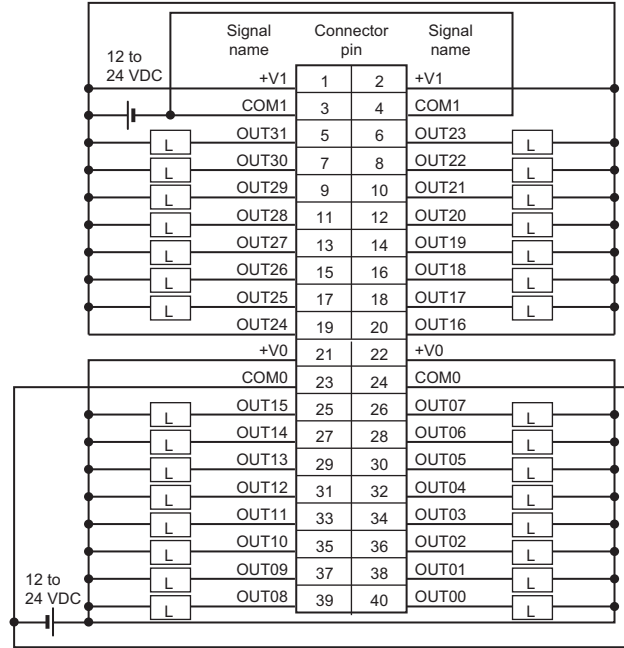 Signal name Connector pin Signal name
12 to 24 VDC
+V1 1 2 +V1
COM1 3 4 COM1
L OUT31 5 6 OUT23 L
L OUT30 7 8 OUT22 L
L OUT29 9 10 OUT21 L
L OUT28 11 12 OUT20 L
L OUT27 13 14 OUT19 L
L OUT26 15 16 OUT18 L
L OUT25 17 18 OUT17 L
OUT24 19 20 OUT16
+V0 21 22 +V0
COM0 23 24 COM0
L OUT15 25 26 OUT07 L
L OUT14 27 28 OUT06 L
L OUT13 29 30 OUT05 L
L OUT12 31 32 OUT04 L
L OUT11 33 34 OUT03 L
L OUT10 35 36 OUT02 L
L OUT09 37 38 OUT01 L
12 to 24 VDC
L OUT08 39 40 OUT00 L